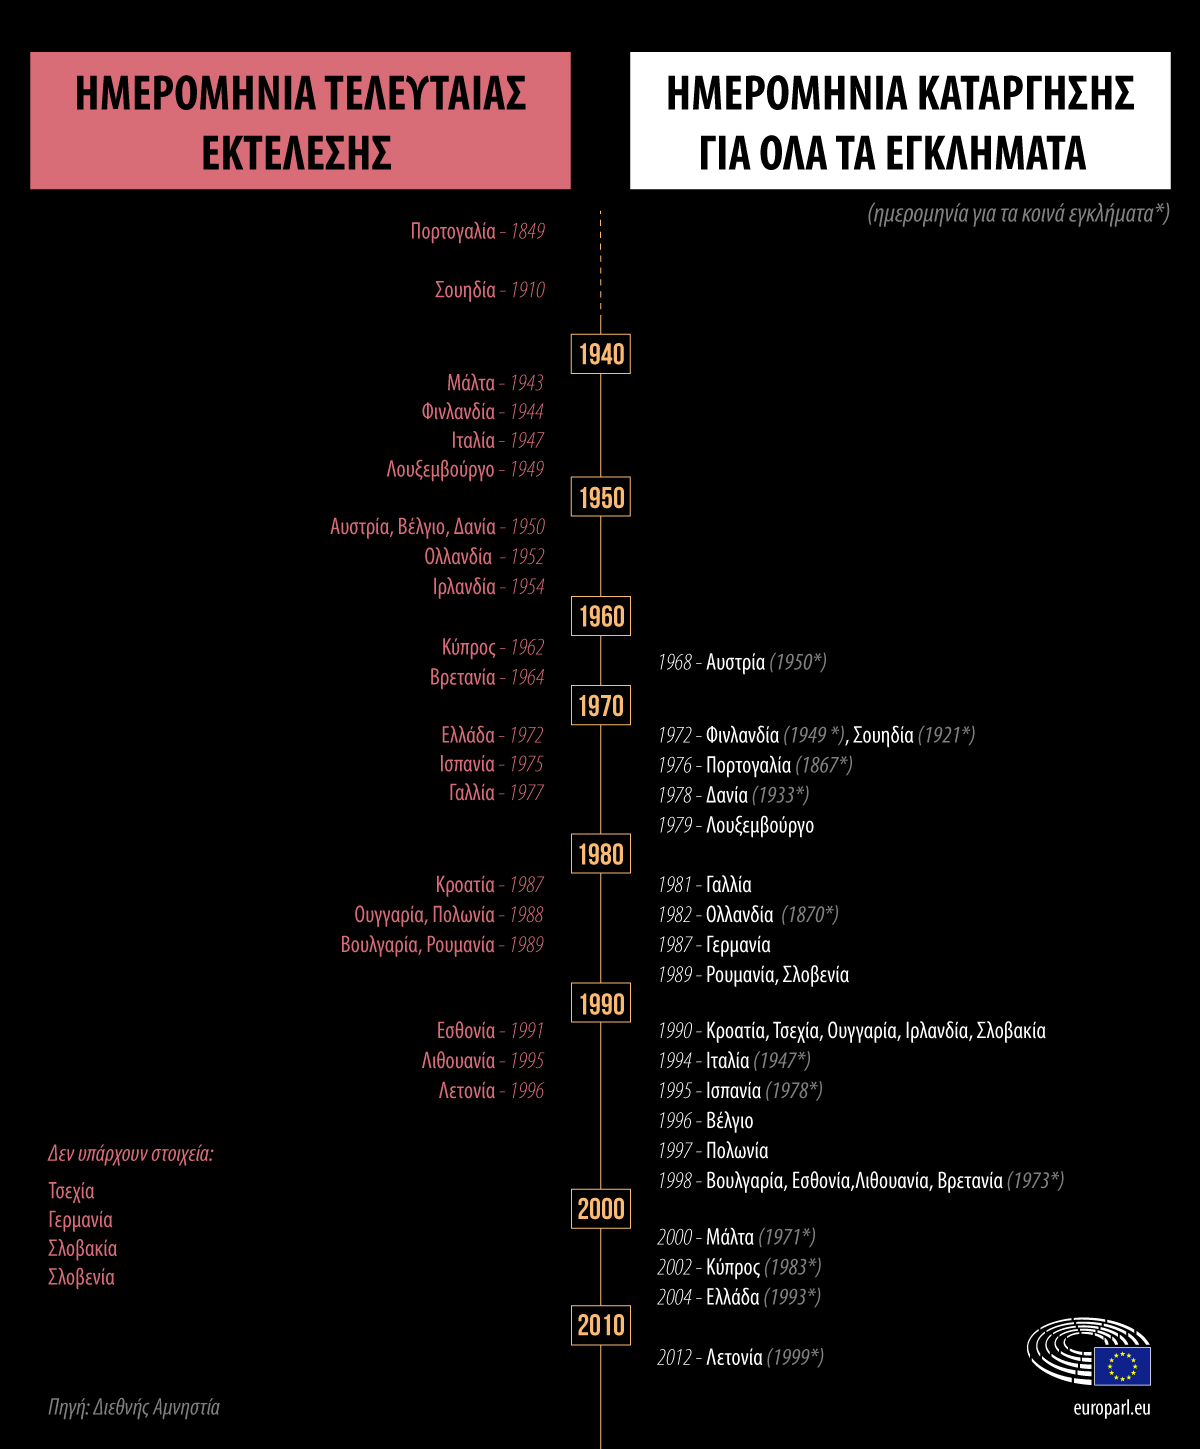 ΗΜΕΡΟΜΗΝΙΑ ΤΕΛΕΥΤΑΙΑΣ
ΕΚΤΕΛΕΣΗΣ
ΗΜΕΡΟΜΗΝΙΑ ΚΑΤΑΡΓΗΣΗΣ
ΓΙΑ ΟΛΑ ΤΑ ΕΓΚΛΗΜΑΤΑ
(ημερομηνία για τα κοινά εγκλήματα*)
Πορτογαλία - 1849
Σουηδία - 1910
1940
Μάλτα - 1943
Φινλανδία - 1944
Ιταλία - 1947
Λουξεμβούργο - 1949
1950
Αυστρία, Βέλγιο, Δανία - 1950
Ολλανδία - 1952
Ιρλανδία - 1954
1960
Κύπρος - 1962
Βρετανία - 1964
1968 - Αυστρία (1950*)
1970
Ελλάδα - 1972
Ισπανία - 1975
Γαλλία - 1977
1972 - Φινλανδία (1949 *), Σουηδία (1921*)
1976 - Πορτογαλία (1867*)
1978 - Δανία (1933*)
1979 - Λουξεμβούργο
1980
Κροατία - 1987
Ουγγαρία, Πολωνία - 1988
Βουλγαρία, Ρουμανία - 1989
1981 - Γαλλία
1982 - Ολλανδία (1870*)
1987 - Γερμανία
1989 - Ρουμανία, Σλοβενία
1990
Εσθονία - 1991
Λιθουανία - 1995
Λετονία - 1996
1990 - Κροατία, Τσεχία, Ουγγαρία, Ιρλανδία, Σλοβακία
1994 - Ιταλία (1947*)
1995 - Ισπανία (1978*)
1996 - Βέλγιο
1997 - Πολωνία
1998 - Βουλγαρία, Εσθονία,Λιθουανία, Βρετανία (1973*)
Δεν υπάρχουν στοιχεία:
Τσεχία
Γερμανία
Σλοβακία
Σλοβενία
2000
2000 - Μάλτα (1971*)
2002 - Κύπρος (1983*)
2004 - Ελλάδα (1993*)
2010
2012 - Λετονία (1999*)
Πηγή: Διεθνής Αμνηστία
europarl.eu